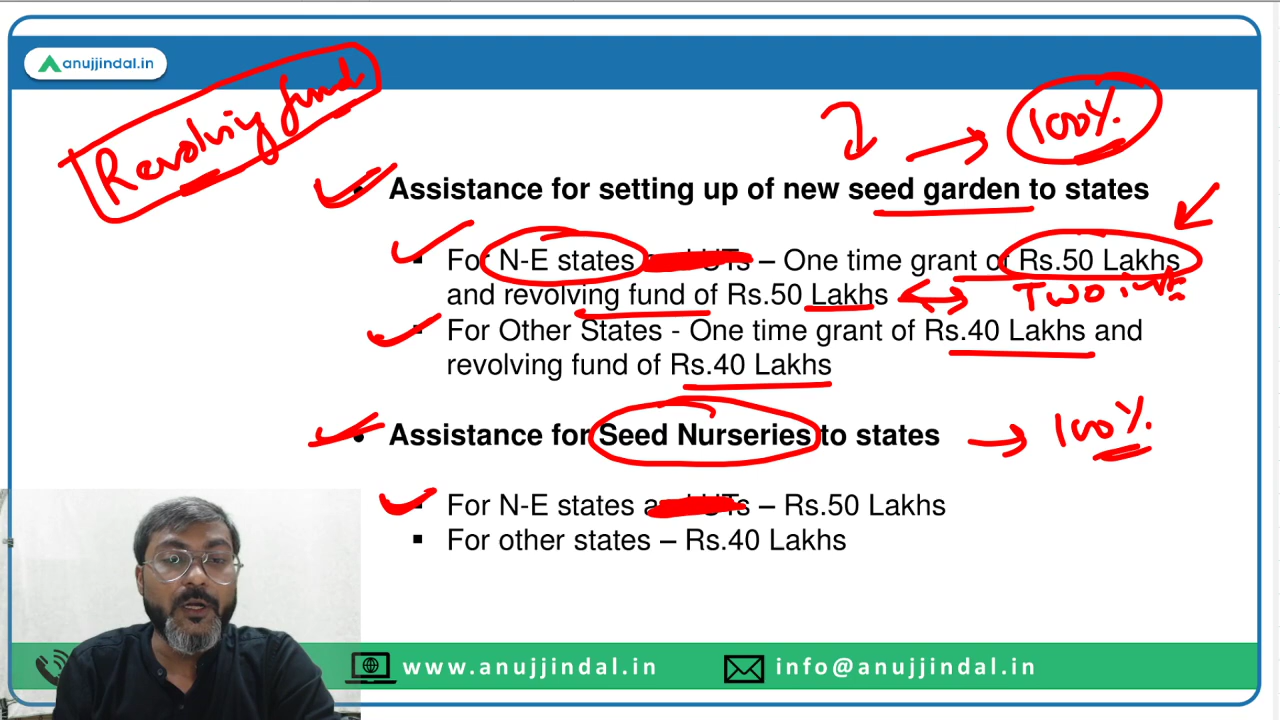 anujjindal.in
Revolving fund
100%
Assistance for setting up of new seed garden to states
For N-E states – One time grant of Rs.50 Lakhs
and revolving fund of Rs.50 Lakhs
Two
For Other States - One time grant of Rs.40 Lakhs and
revolving fund of Rs.40 Lakhs
Assistance for Seed Nurseries to states
100%
For N-E states – Rs.50 Lakhs
For other states – Rs.40 Lakhs
www.anujjindal.in
info@anujjindal.in